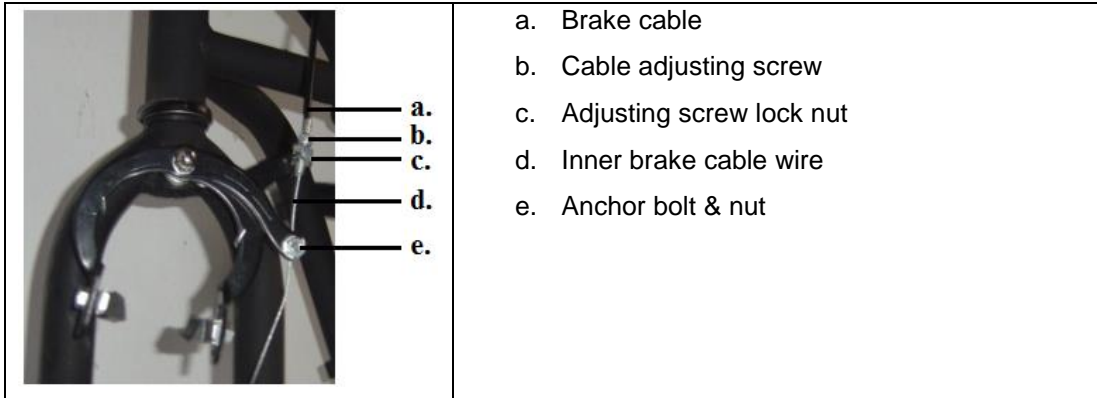 a.
b.
c.
d.
e.
a. Brake cable
b. Cable adjusting screw
c. Adjusting screw lock nut
d. Inner brake cable wire
e. Anchor bolt & nut